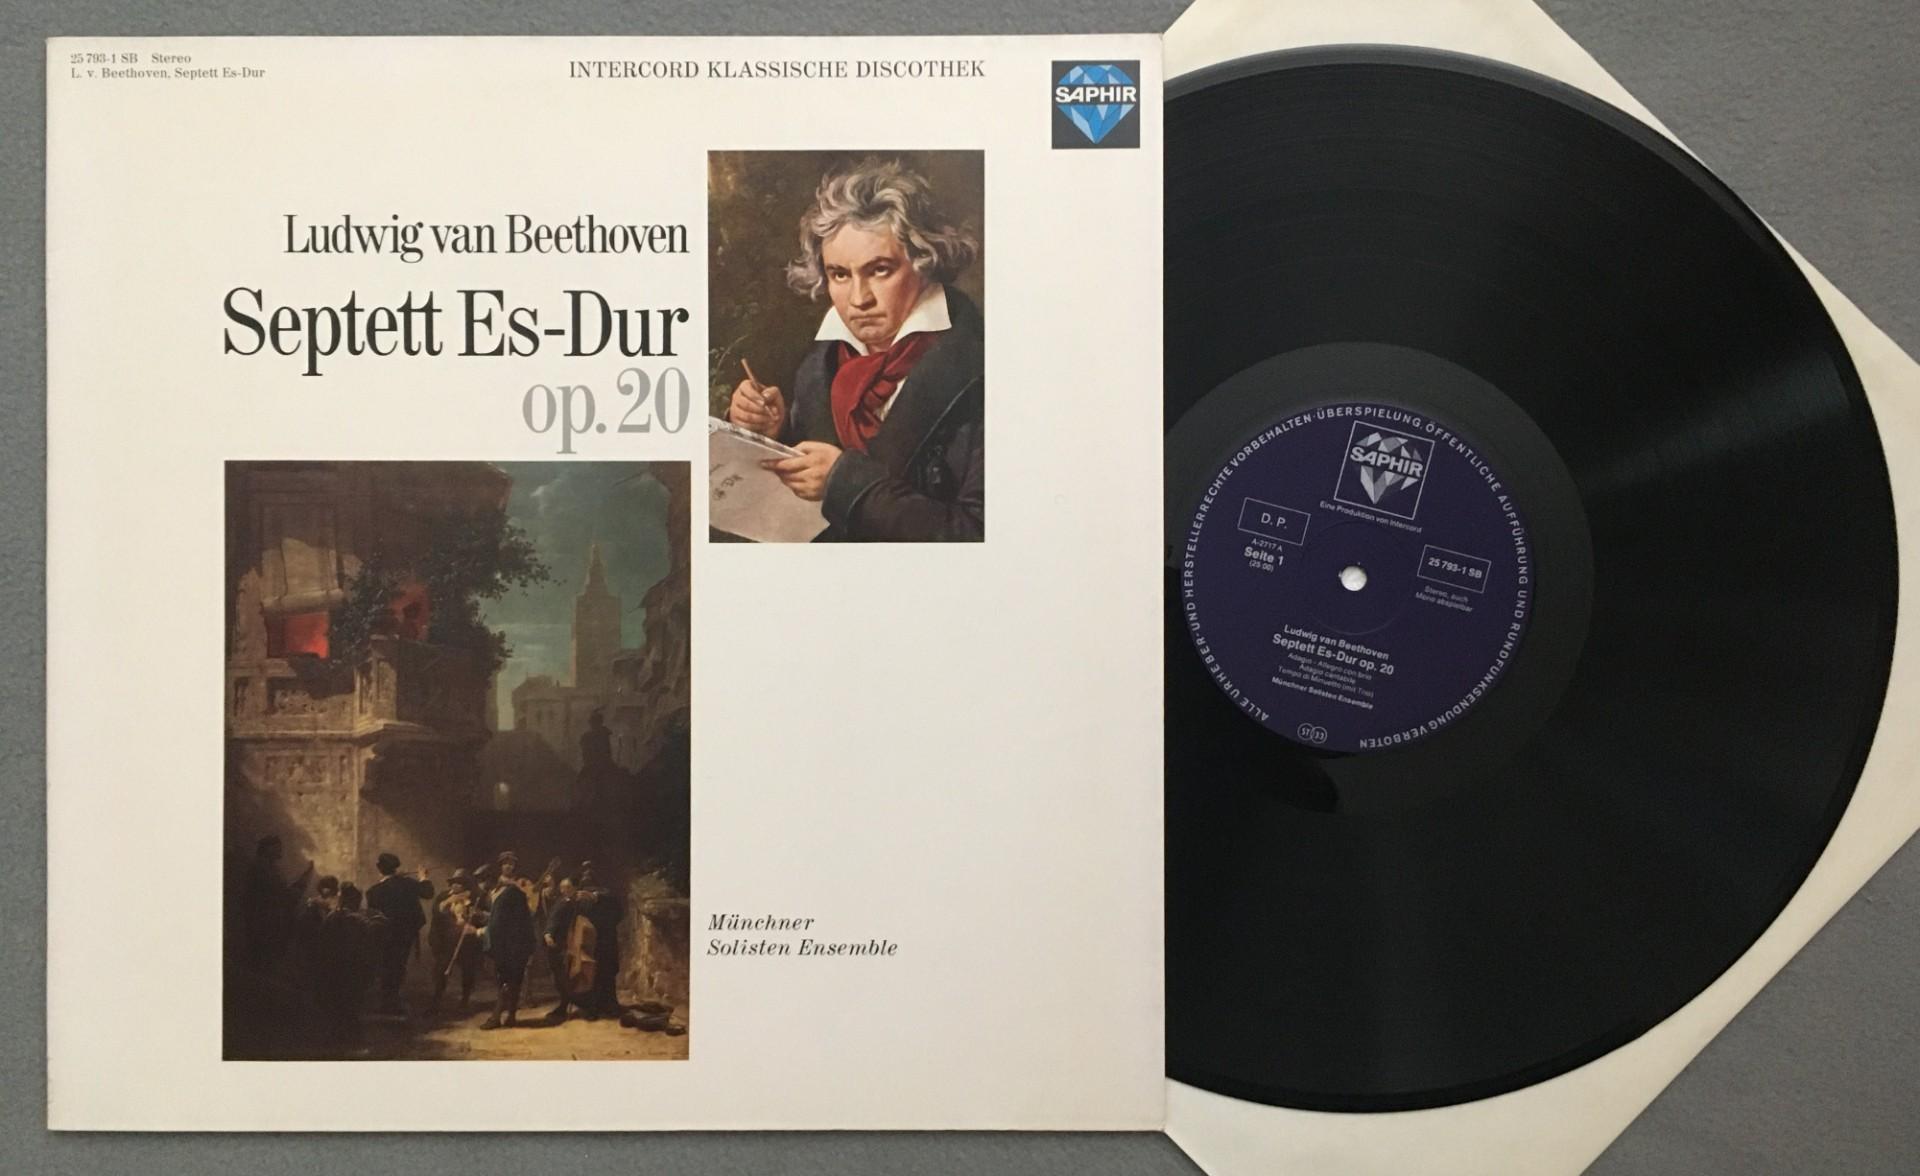 25 793-1 SB Stereo
L. v. Beethoven, Septett Es-Dur
INTERCORD KLASSISCHE DISCOTHEK
SAPHIR
Ludwig van Beethoven
Septett Es-Dur
op. 20
Münchner
Solisten Ensemble
ALLE URHEBER- UND HERSTELLERRECHTE VORBEHALTEN · ÜBERSPIELUNG, ÖFFENTLICHE AUFFÜHRUNG UND RUNDFUNKSENDUNG VERBOTEN
SAPHIR
Eine Produktion von Intercord
D. P.
A-2717 A
Seite 1
(25:00)
25 793-1 SB
Stereo, auch
Mono abspielbar
Ludwig van Beethoven
Septett Es-Dur op. 20
Adagio - Allegro con brio
Adagio cantabile
Tempo di Minuetto (mit Trio)
Münchner Solisten Ensemble
ST 33